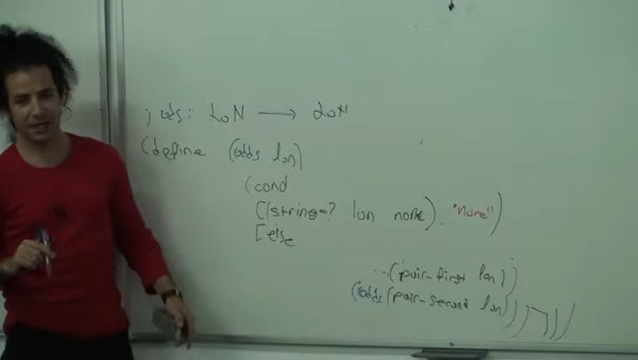 ; adds: LoN → LoN
(define (adds lon)
(cond
[(string=? lon none) "none")
[else
...(pair-first lon))
(adds (pair-second lon)))))))